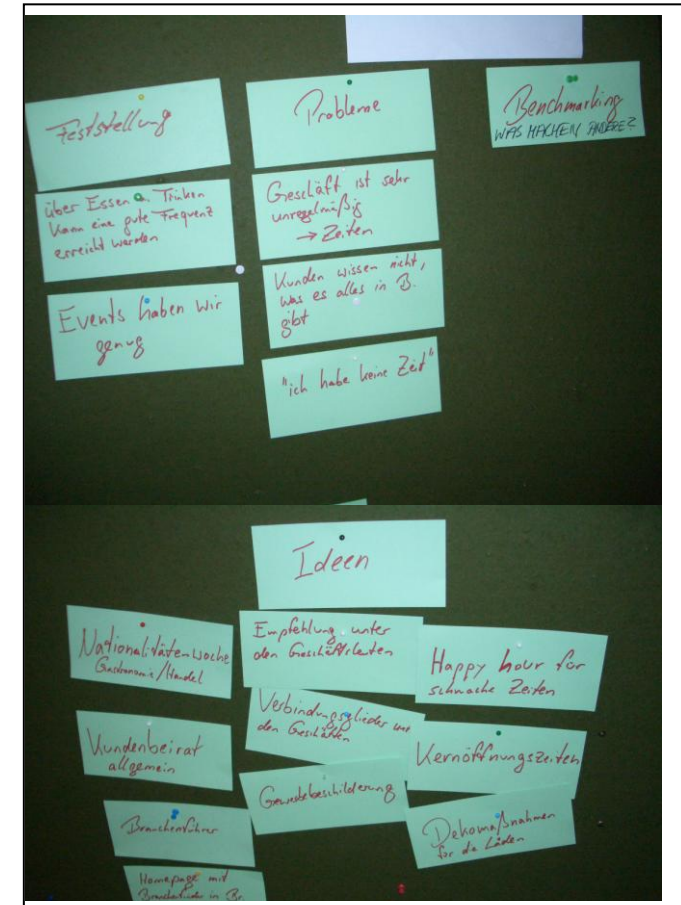 Feststellung
über Essen & Trinken
kann eine gute Frequenz
erreicht werden
Events haben wir
genug
Probleme
Geschäft ist sehr
unregelmäßig
→ Zeiten
Kunden wissen nicht,
was es alles in B.
gibt
"ich habe keine Zeit"
Benchmarking
WAS MACHEN ANDERE?
Ideen
Nationalitätenwoche
Gastronomie/Handel
Kundenbeirat
allgemein
Branchenführer
Homepage mit
in Br.
Empfehlung unter
den Geschäftsleuten
Verbindungsglieder
den Geschäften
Gewerbebeschilderung
Happy hour für
schwache Zeiten
Kernöffnungszeiten
Dekomaßnahmen
für die Läden